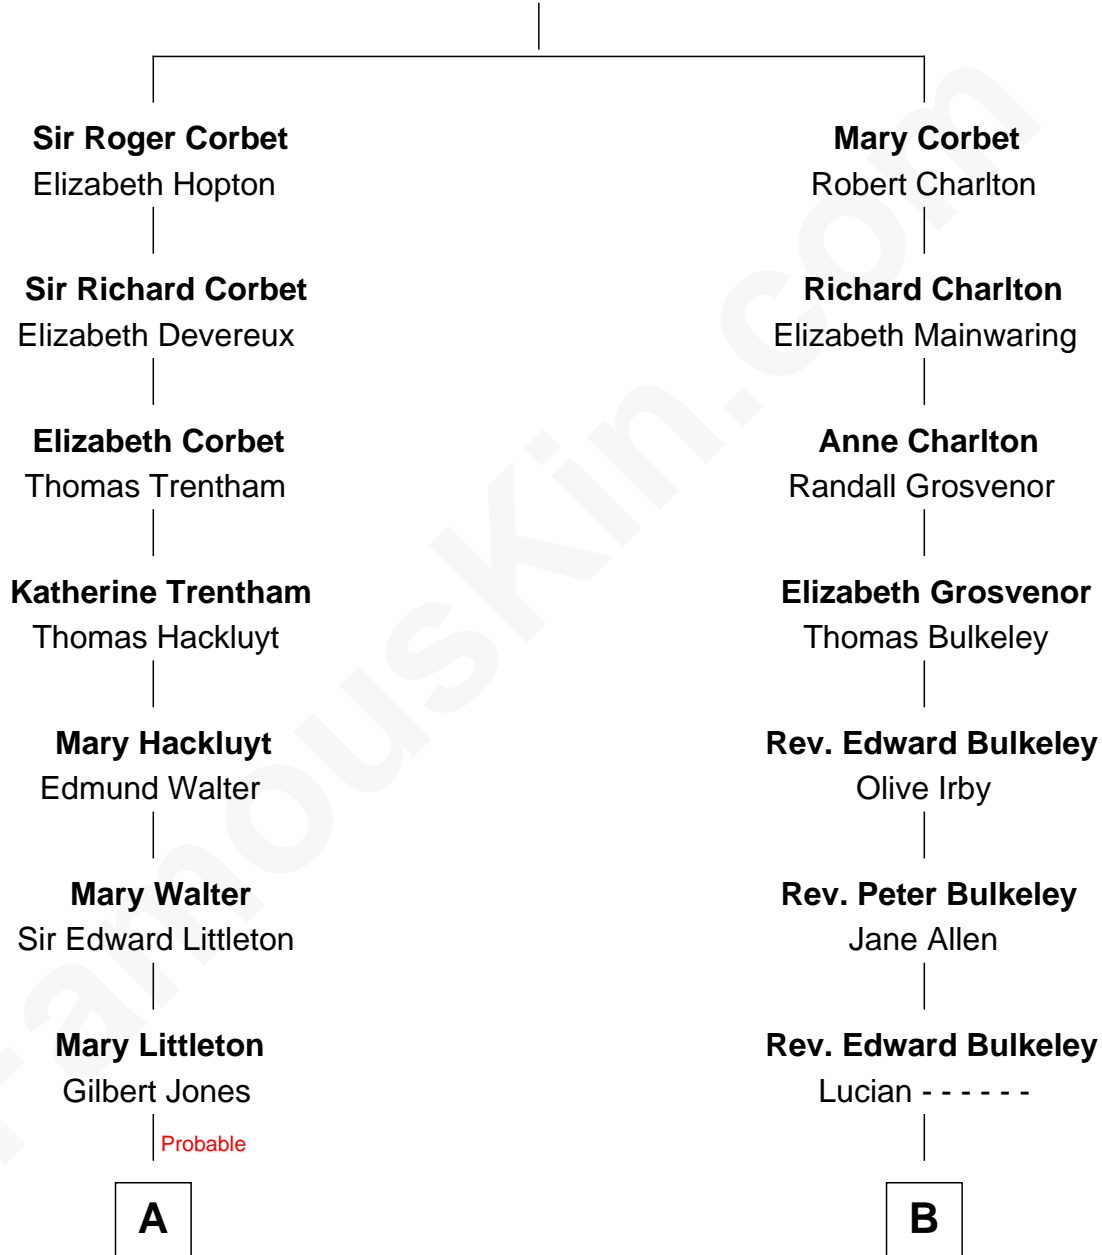 Sir Roger Corbet
Elizabeth Hopton
Sir Richard Corbet
Elizabeth Devereux
Elizabeth Corbet
Thomas Trentham
Katherine Trentham
Thomas Hackluyt
Mary Hackluyt
Edmund Walter
Mary Walter
Sir Edward Littleton
Mary Littleton
Gilbert Jones
Probable
A
Mary Corbet
Robert Charlton
Richard Charlton
Elizabeth Mainwaring
Anne Charlton
Randall Grosvenor
Elizabeth Grosvenor
Thomas Bulkeley
Rev. Edward Bulkeley
Olive Irby
Rev. Peter Bulkeley
Jane Allen
Rev. Edward Bulkeley
Lucian - - - - - -
B
FamousKin.com